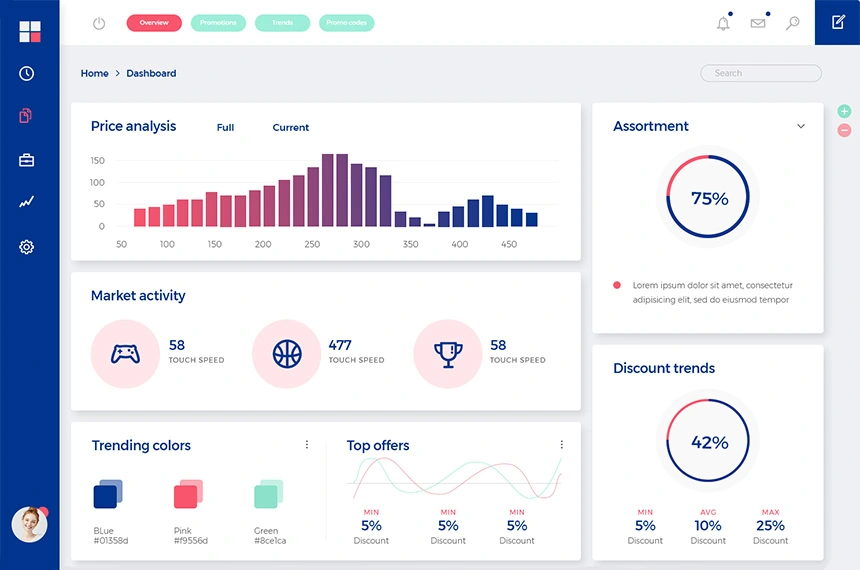 Overview Promotions Trends Promo codes
Home > Dashboard
Search
Price analysis Full Current
150
100
50
0
50 100 150 200 250 300 350 400 450
Assortment
75%
Lorem ipsum dolor sit amet, consectetur
adipisicing elit, sed do eiusmod tempor
Market activity
58
TOUCH SPEED
477
TOUCH SPEED
58
TOUCH SPEED
Discount trends
42%
MIN AVG MAX
5% 10% 25%
Discount Discount Discount
Trending colors
BLue
#01358d
Pink
#f9556d
Green
#8ce1ca
Top offers
MIN MIN MIN
5% 5% 5%
Discount Discount Discount